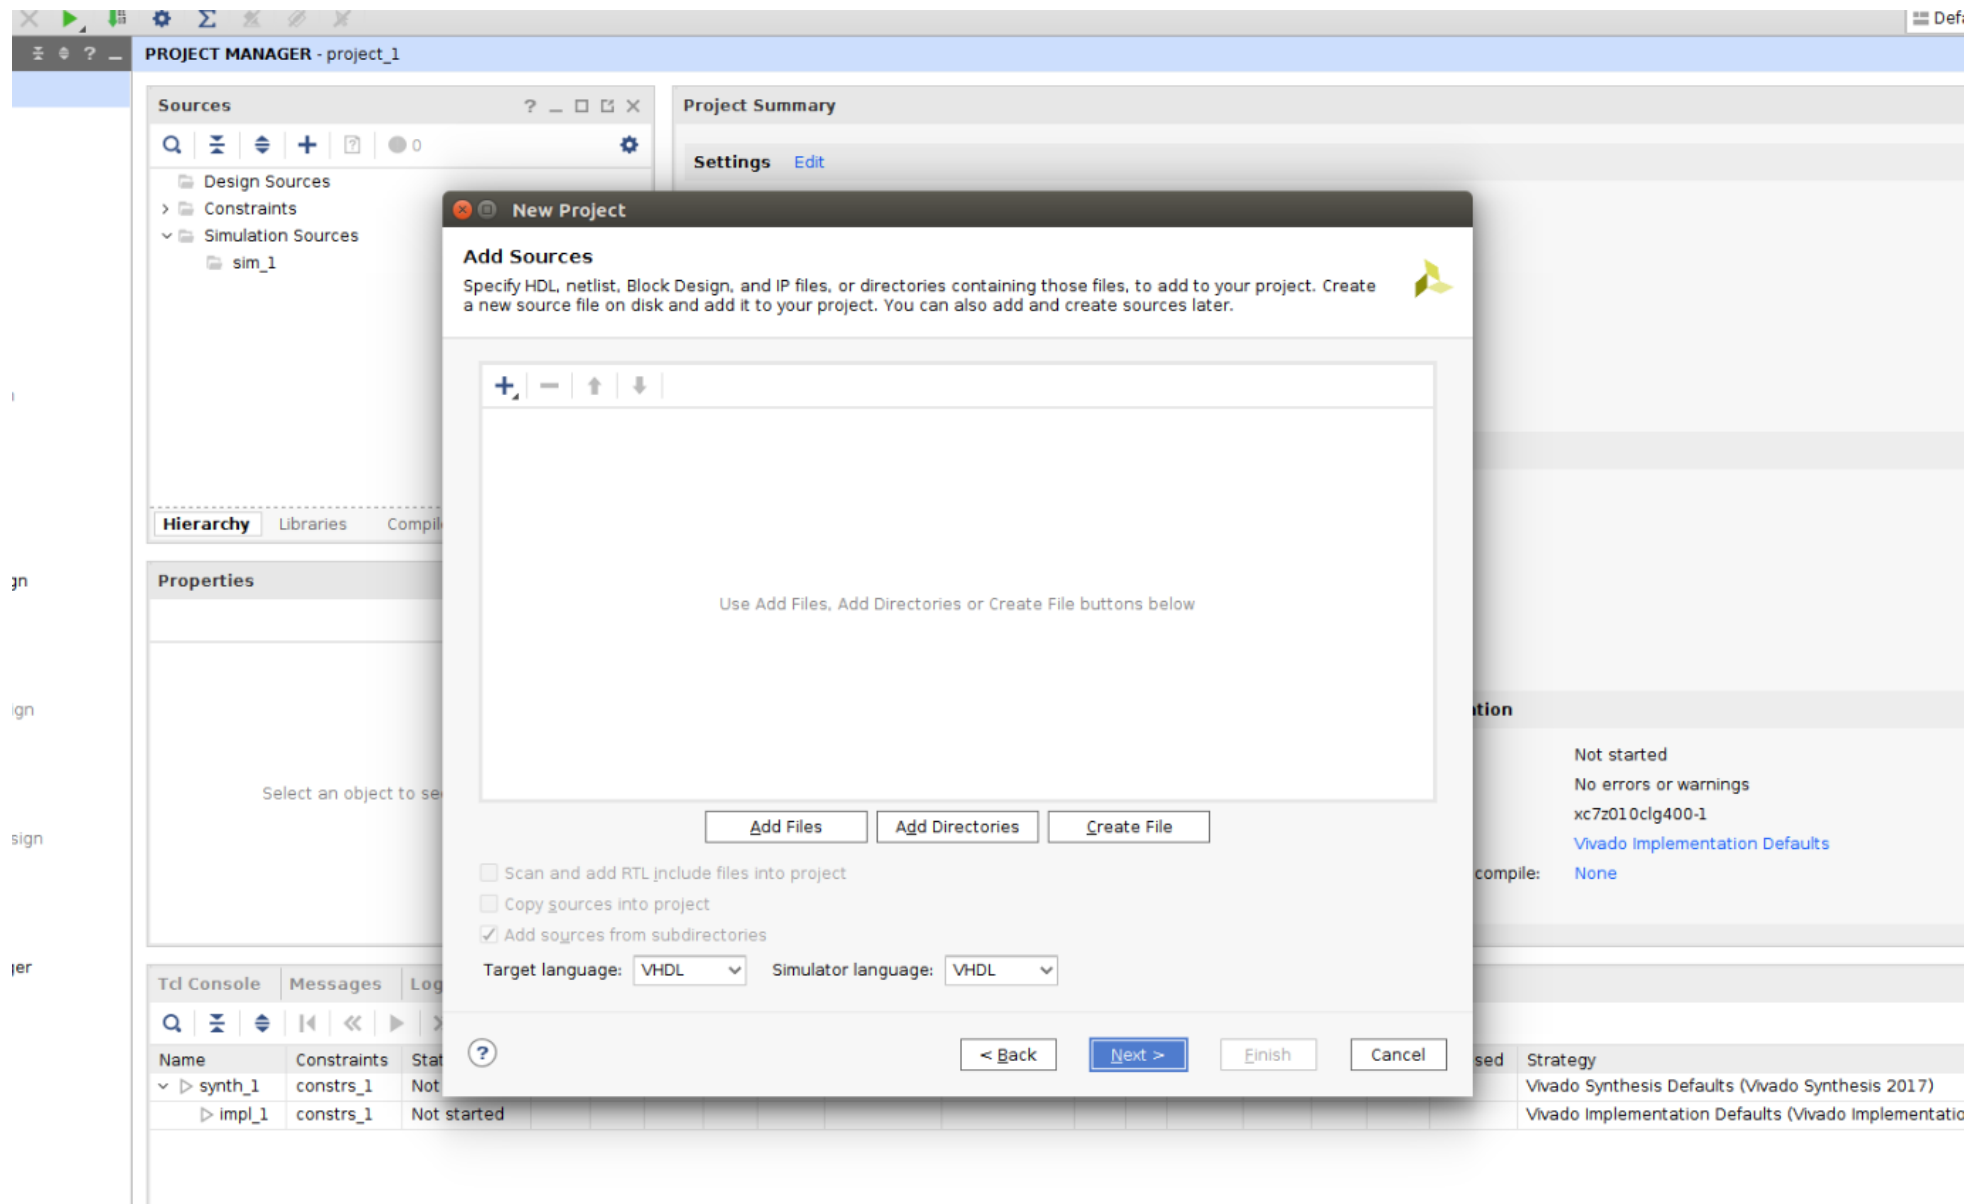 Defa
PROJECT MANAGER - project_1
Sources
Project Summary
0
Settings Edit
Design Sources
Constraints
Simulation Sources
sim_1
New Project
Add Sources
Specify HDL, netlist, Block Design, and IP files, or directories containing those files, to add to your project. Create
a new source file on disk and add it to your project. You can also add and create sources later.
Hierarchy Libraries Compil
gn
Properties
Use Add Files, Add Directories or Create File buttons below
ign
ation
Not started
No errors or warnings
Select an object to se
xc7z010clg400-1
Add Files Add Directories Create File
sign
Vivado Implementation Defaults
Scan and add RTL include files into project
compile: None
Copy sources into project
Add sources from subdirectories
ger
Target language: VHDL Simulator language: VHDL
Tcl Console Messages Log
< Back Next > Finish Cancel
Name Constraints Stat
sed Strategy
synth_1 constrs_1 Not
Vivado Synthesis Defaults (Vivado Synthesis 2017)
impl_1 constrs_1 Not started
Vivado Implementation Defaults (Vivado Implementatio